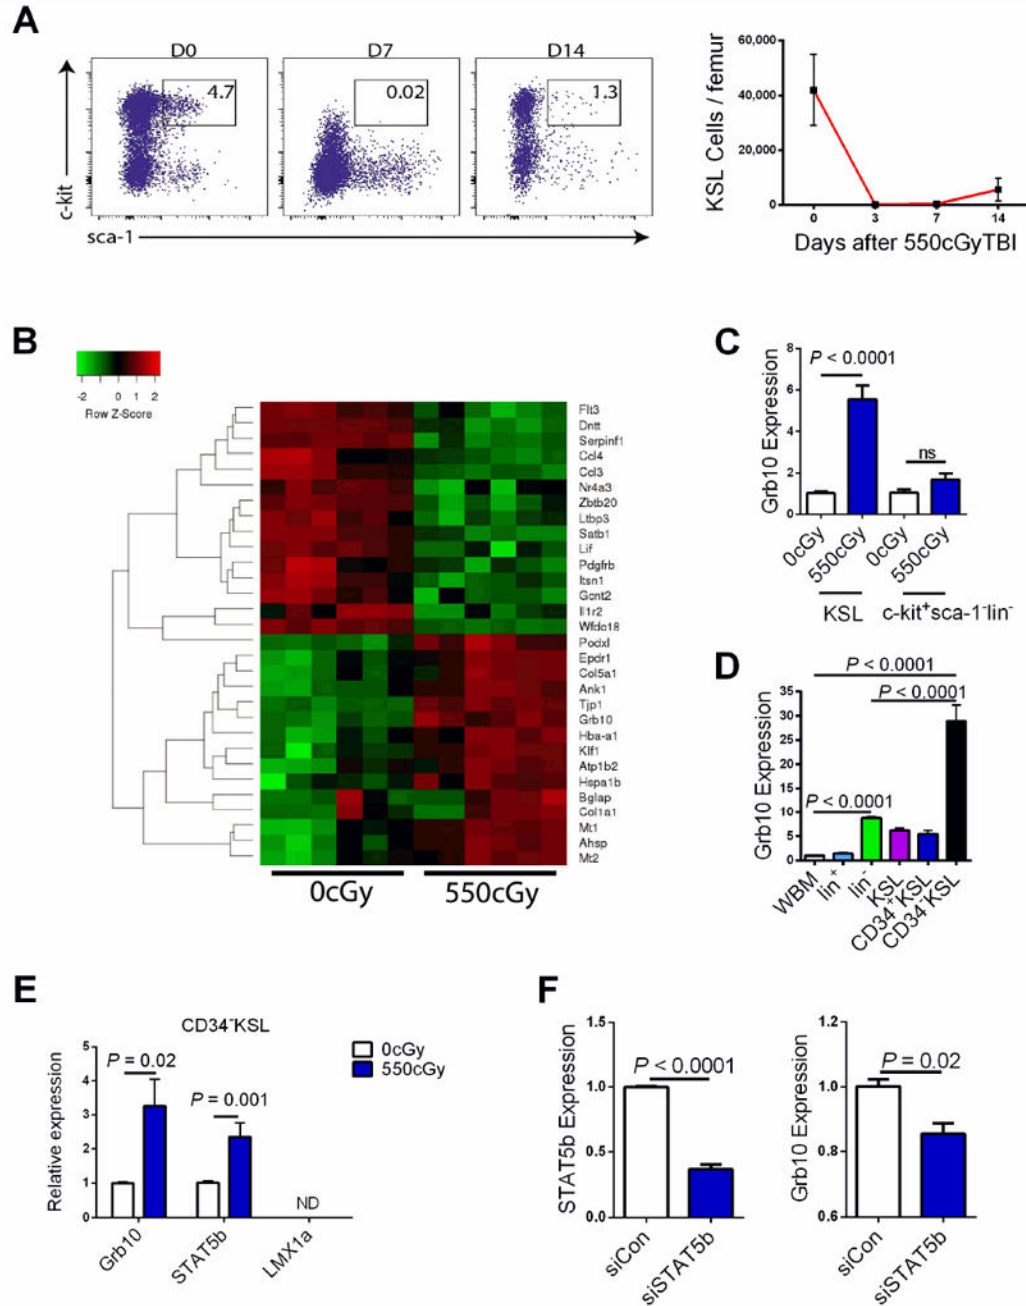 A
D0
D7
D14
4.7
0.02
1.3
c-kit
sca-1
60,000
40,000
20,000
0
KSL Cells / femur
0 3 7 14
Days after 550cGyTBI
B
-2 -1 0 1 2
Row Z-Score
Flt3
Dntt
Serpinf1
Ccl4
Ccl3
Nr4a3
Zbtb20
Ltbp3
Satb1
Lif
Pdgfrb
Itsn1
Gcnt2
Il1r2
Wfdc18
Podxl
Epdr1
Col5a1
Ank1
Tjp1
Grb10
Hba-a1
Klf1
Atp1b2
Hspa1b
Bglap
Col1a1
Mt1
Ahsp
Mt2
0cGy
550cGy
C
Grb10 Expression
8
6
4
2
0
P < 0.0001
ns
0cGy
550cGy
0cGy
550cGy
KSL
c-kit+sca-1-lin-
D
Grb10 Expression
35
30
25
20
15
10
5
0
P < 0.0001
P < 0.0001
P < 0.0001
WBM
lin+
lin-
KSL
CD34+KSL
CD34-KSL
E
CD34-KSL
0cGy
550cGy
Relative expression
5
4
3
2
1
0
P = 0.02
P = 0.001
ND
Grb10
STAT5b
LMX1a
F
STAT5b Expression
1.5
1.0
0.5
0.0
P < 0.0001
siCon
siSTAT5b
Grb10 Expression
1.2
1.0
0.8
0.6
P = 0.02
siCon
siSTAT5b